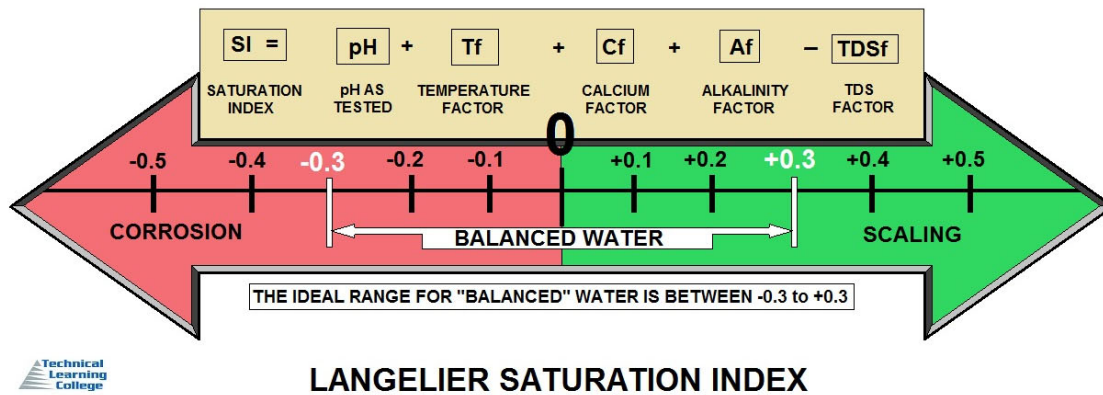 SI = pH + Tf + Cf + Af – TDSf
SATURATION INDEX
pH AS TESTED
TEMPERATURE FACTOR
CALCIUM FACTOR
ALKALINITY FACTOR
TDS FACTOR
-0.5 -0.4 -0.3 -0.2 -0.1 0 +0.1 +0.2 +0.3 +0.4 +0.5
CORROSION BALANCED WATER SCALING
THE IDEAL RANGE FOR "BALANCED" WATER IS BETWEEN -0.3 to +0.3
Technical
Learning
College
LANGELIER SATURATION INDEX